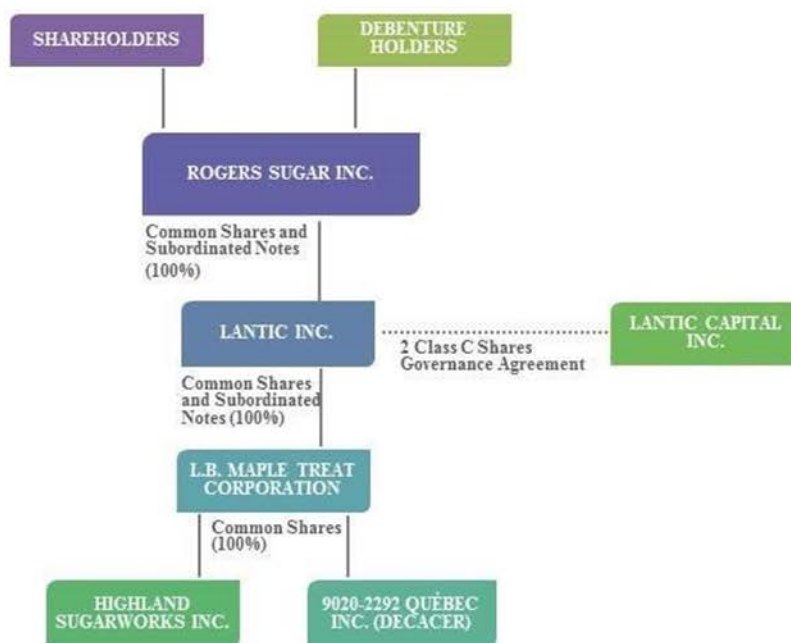 SHAREHOLDERS
DEBENTURE
HOLDERS
ROGERS SUGAR INC.
Common Shares and
Subordinated Notes
(100%)
LANTIC INC.
2 Class C Shares
Governance Agreement
LANTIC CAPITAL
INC.
Common Shares
and Subordinated
Notes (100%)
L.B. MAPLE TREAT
CORPORATION
Common Shares
(100%)
HIGHLAND
SUGARWORKS INC.
9020-2292 QUÉBEC
INC. (DECACER)